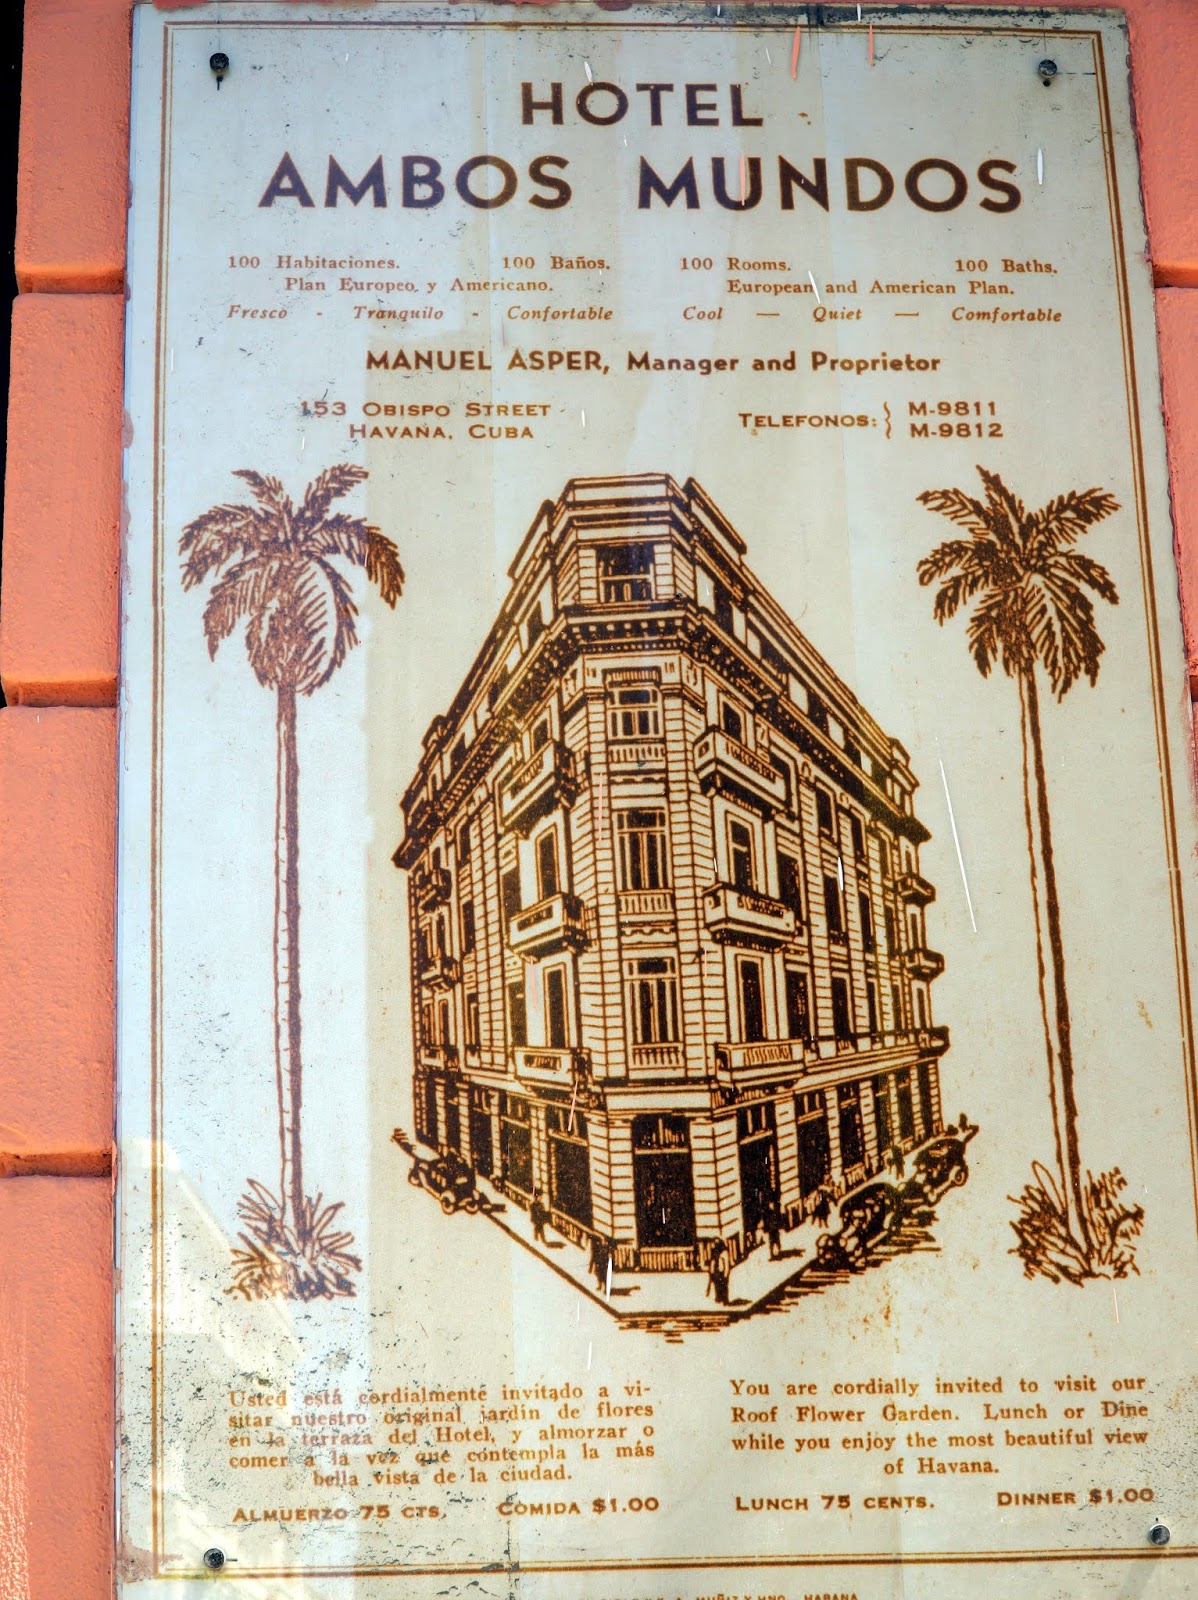 HOTEL
AMBOS MUNDOS
100 Habitaciones. 100 Baños.
Plan Europeo y Americano.
Fresco - Tranquilo - Confortable
100 Rooms. 100 Baths.
European and American Plan.
Cool — Quiet — Comfortable
MANUEL ASPER, Manager and Proprietor
153 OBISPO STREET
HAVANA, CUBA
TELEFONOS: M-9811
M-9812
Usted está cordialmente invitado a vi-
sitar nuestro original jardín de flores
en la terraza del Hotel, y almorzar o
comer a la vez que contempla la más
bella vista de la ciudad.
ALMUERZO 75 CTS. COMIDA $1.00
You are cordially invited to visit our
Roof Flower Garden. Lunch or Dine
while you enjoy the most beautiful view
of Havana.
LUNCH 75 CENTS. DINNER $1.00
MUÑIZ Y HNO. HABANA